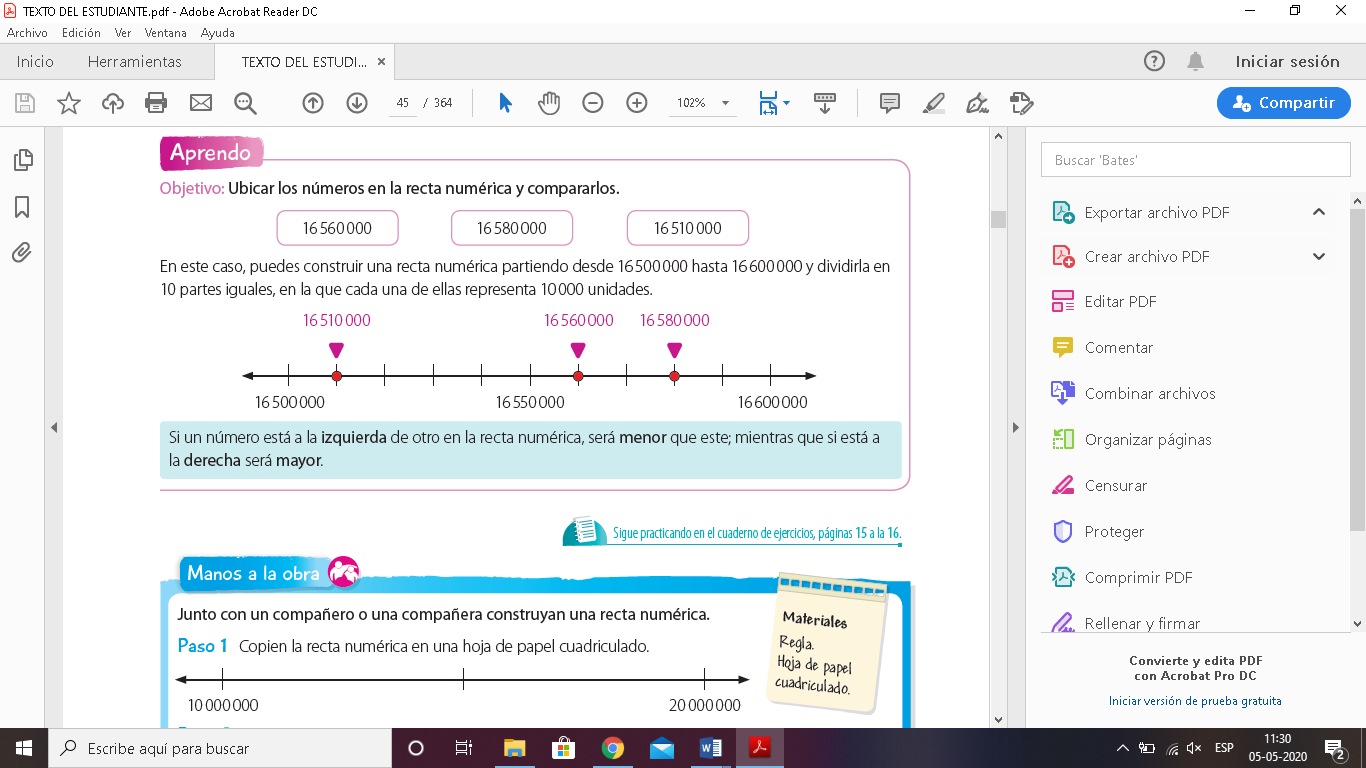 TEXTO DEL ESTUDIANTE.pdf - Adobe Acrobat Reader DC
Archivo Edición Ver Ventana Ayuda
Inicio Herramientas TEXTO DEL ESTUDI... × Iniciar sesión
45 / 364 102% Compartir
Aprendo
Objetivo: Ubicar los números en la recta numérica y compararlos.
16 560 000 16 580 000 16 510 000
En este caso, puedes construir una recta numérica partiendo desde 16 500 000 hasta 16 600 000 y dividirla en
10 partes iguales, en la que cada una de ellas representa 10 000 unidades.
16 510 000 16 560 000 16 580 000
16 500 000 16 550 000 16 600 000
Si un número está a la izquierda de otro en la recta numérica, será menor que este; mientras que si está a
la derecha será mayor.
Sigue practicando en el cuaderno de ejercicios, páginas 15 a la 16.
Manos a la obra
Junto con un compañero o una compañera construyan una recta numérica.
Paso 1 Copien la recta numérica en una hoja de papel cuadriculado.
10 000 000 20 000 000
Materiales
Regla.
Hoja de papel
cuadriculado.
Buscar 'Bates'
Exportar archivo PDF
Crear archivo PDF
Editar PDF
Comentar
Combinar archivos
Organizar páginas
Censurar
Proteger
Comprimir PDF
Rellenar y firmar
Convierte y edita PDF
con Acrobat Pro DC
Iniciar versión de prueba gratuita
Escribe aquí para buscar
ESP
11:30
05-05-2020
2